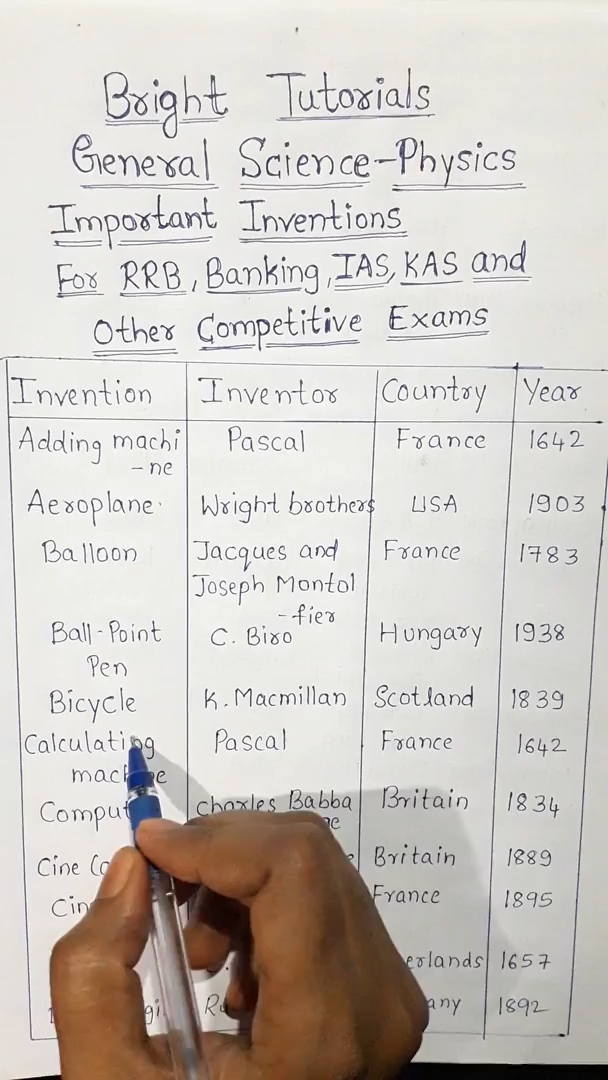 Bright Tutorials
General Science-Physics
Important Inventions
For RRB, Banking, IAS, KAS and
Other Competitive Exams
Invention Inventor Country Year
Adding machi Pascal France 1642
-ne
Aeroplane Wright brothers USA 1903
Balloon Jacques and France 1783
Joseph Montol
-fier
Ball-Point C. Biro Hungary 1938
Pen
Bicycle K. Macmillan Scotland 1839
Calculating Pascal France 1642
Charles Babba Britain 1834
Cine Britain 1889
France 1895
1657
1892